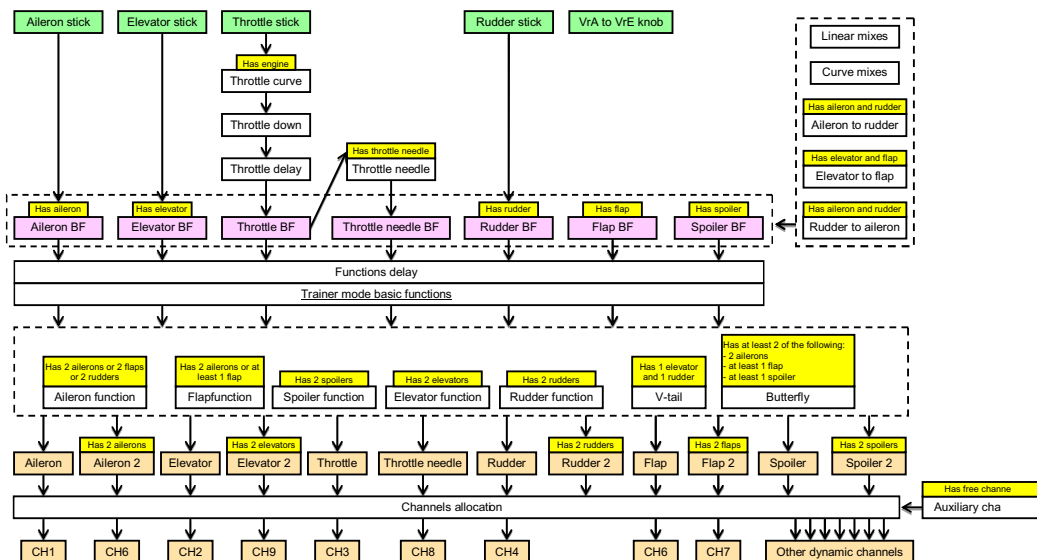 Aileron stick
Elevator stick
Throttle stick
Rudder stick
VrA to VrE knob
Linear mixes
Curve mixes
Has aileron and rudder
Aileron to rudder
Has elevator and flap
Elevator to flap
Has aileron and rudder
Rudder to aileron
Has engine
Throttle curve
Throttle down
Throttle delay
Has throttle needle
Throttle needle
Has aileron
Aileron BF
Has elevator
Elevator BF
Throttle BF
Throttle needle BF
Has rudder
Rudder BF
Has flap
Flap BF
Has spoiler
Spoiler BF
Functions delay
Trainer mode basic functions
Has 2 ailerons or 2 flaps
or 2 rudders
Aileron function
Has 2 ailerons or at
least 1 flap
Flapfunction
Has 2 spoilers
Spoiler function
Has 2 elevators
Elevator function
Has 2 rudders
Rudder function
Has 1 elevator
and 1 rudder
V-tail
Has at least 2 of the following:
- 2 ailerons
- at least 1 flap
- at least 1 spoiler
Butterfly
Aileron
Has 2 ailerons
Aileron 2
Elevator
Has 2 elevators
Elevator 2
Throttle
Throttle needle
Rudder
Has 2 rudders
Rudder 2
Flap
Has 2 flaps
Flap 2
Spoiler
Has 2 spoilers
Spoiler 2
Channels allocation
Has free channe
Auxiliary cha
CH1
CH6
CH2
CH9
CH3
CH8
CH4
CH6
CH7
Other dynamic channels